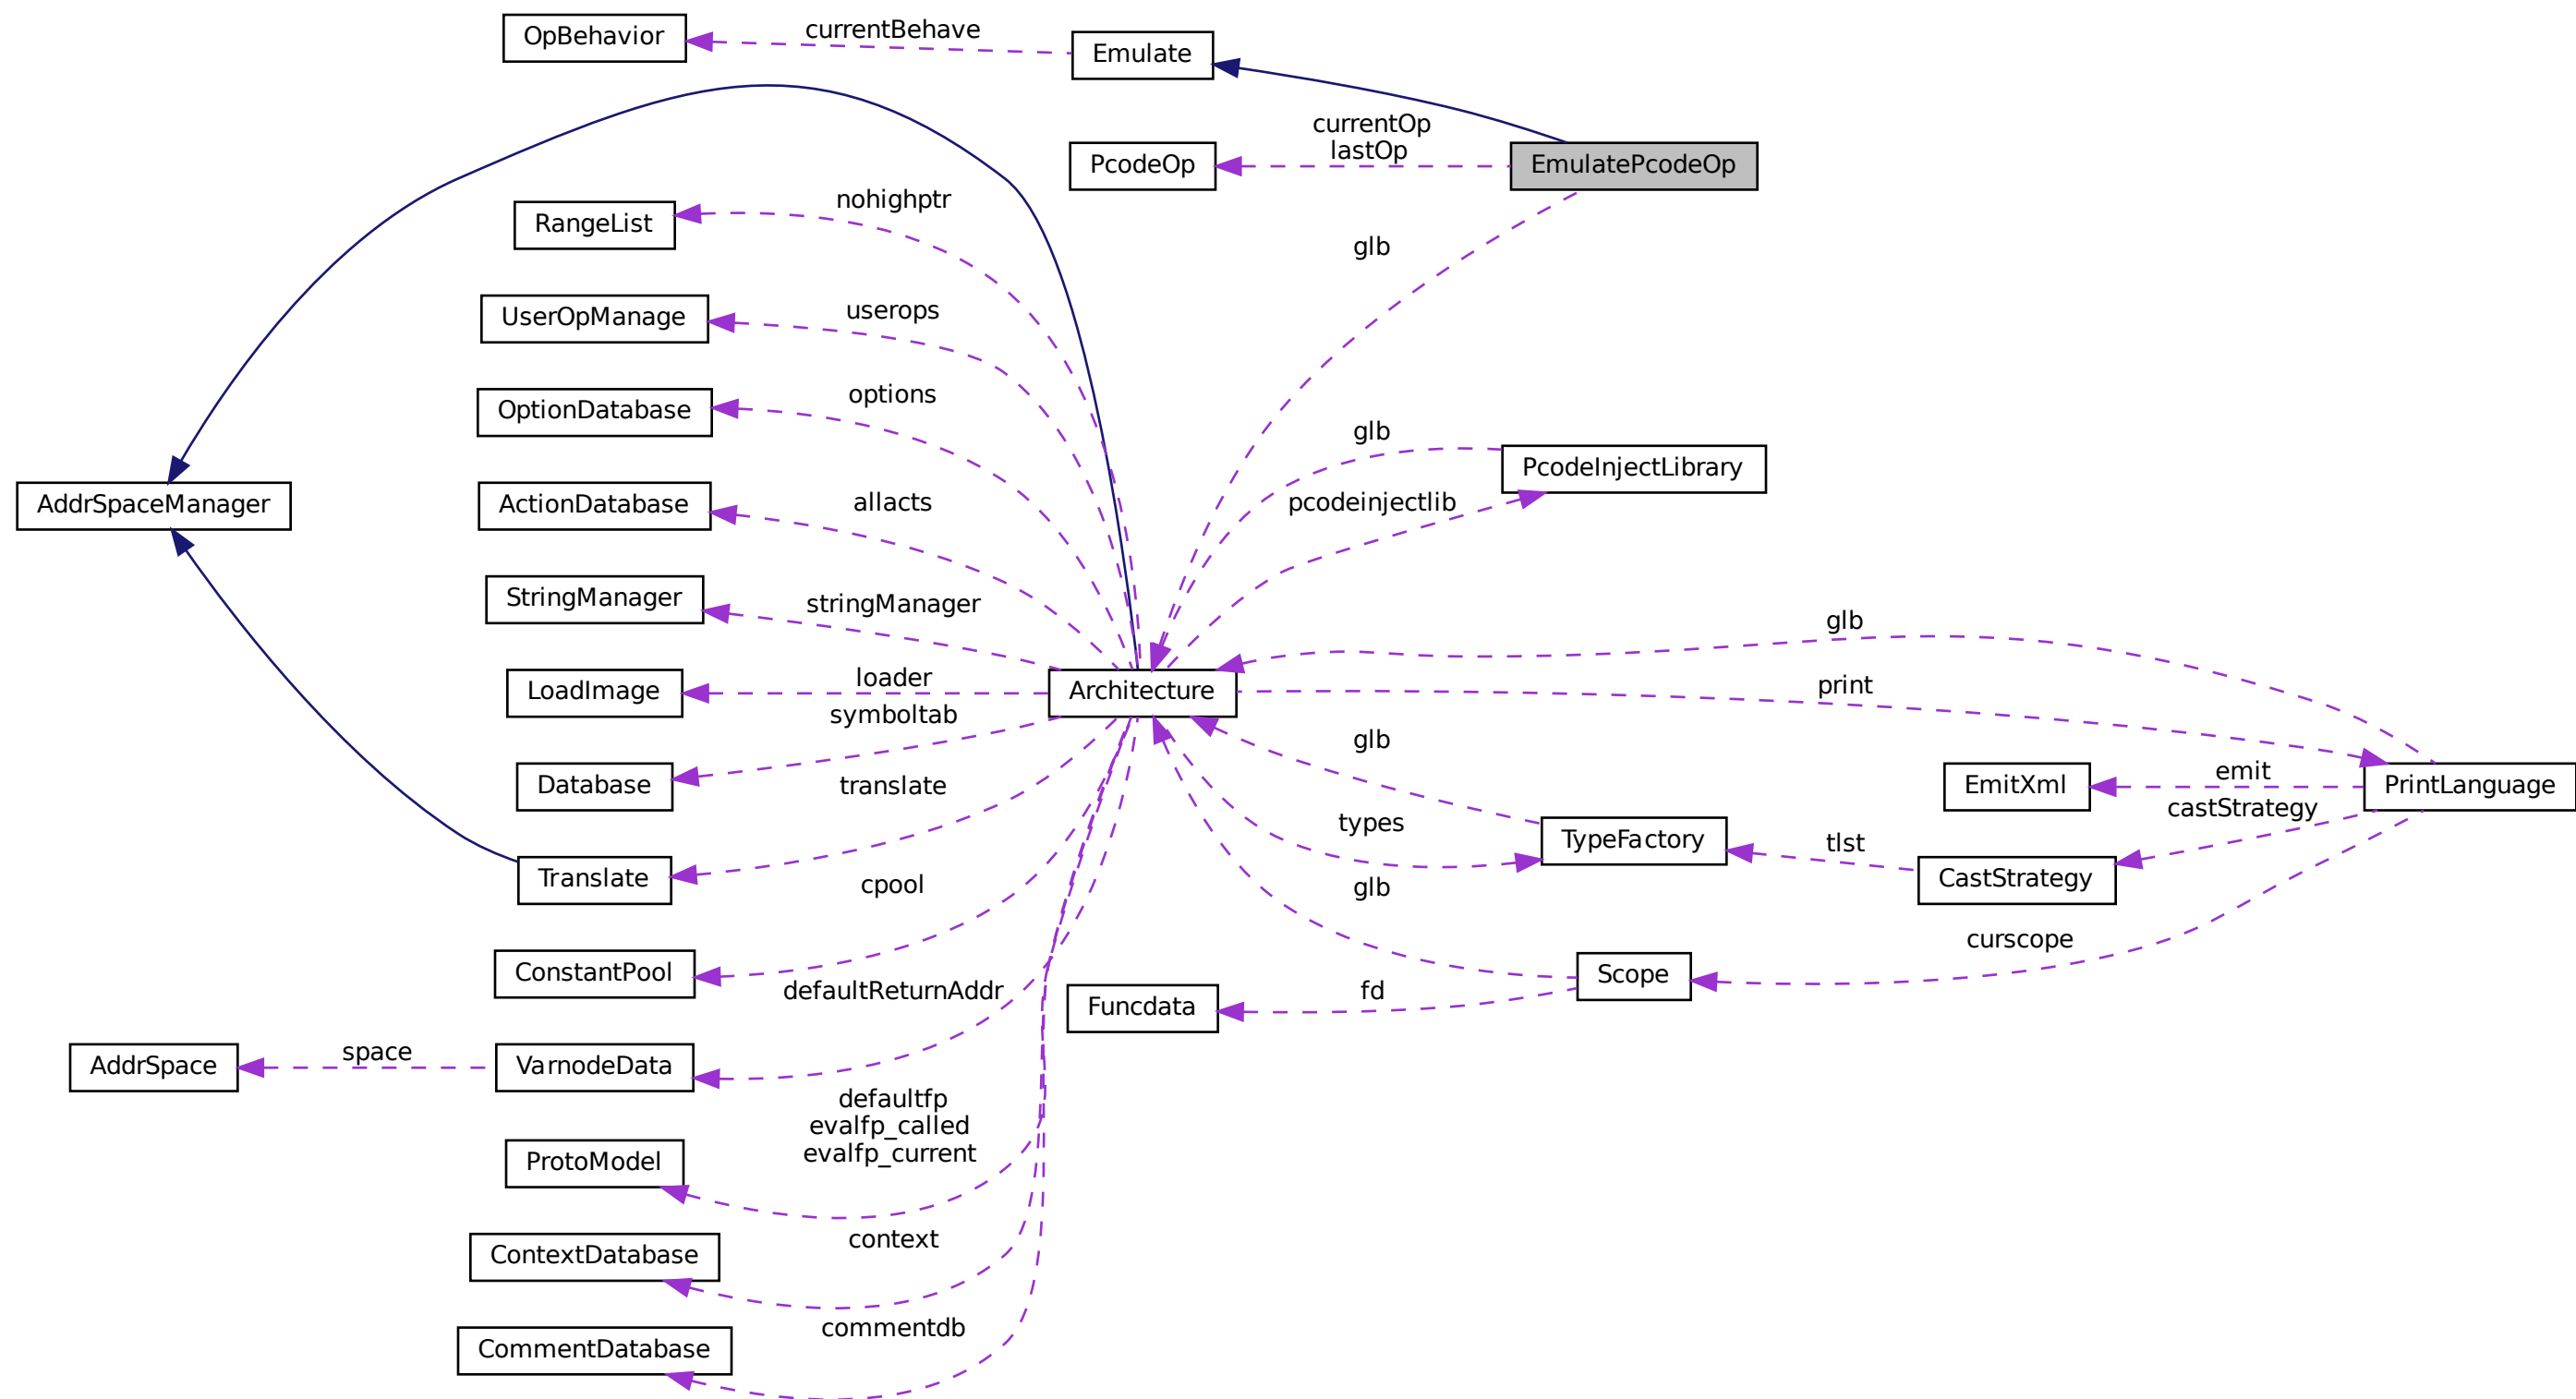 OpBehavior
currentBehave
Emulate
currentOp
lastOp
PcodeOp
EmulatePcodeOp
nohighptr
RangeList
glb
userops
UserOpManage
options
OptionDatabase
glb
PcodeInjectLibrary
AddrSpaceManager
ActionDatabase
allacts
pcodeinjectlib
StringManager
stringManager
glb
LoadImage
loader
Architecture
print
symboltab
glb
Database
translate
EmitXml
emit
PrintLanguage
castStrategy
types
TypeFactory
tlst
Translate
cpool
glb
CastStrategy
curscope
ConstantPool
defaultReturnAddr
Funcdata
fd
Scope
AddrSpace
space
VarnodeData
defaultfp
evalfp_called
evalfp_current
ProtoModel
context
ContextDatabase
commentdb
CommentDatabase